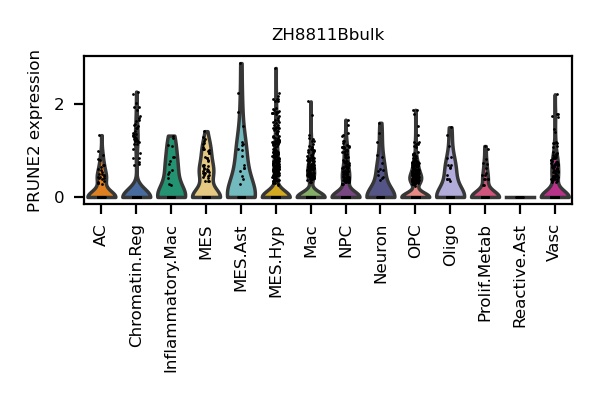 ZH8811Bbulk
PRUNE2 expression
2
0
AC
Chromatin.Reg
Inflammatory.Mac
MES
MES.Ast
MES.Hyp
Mac
NPC
Neuron
OPC
Oligo
Prolif.Metab
Reactive.Ast
Vasc